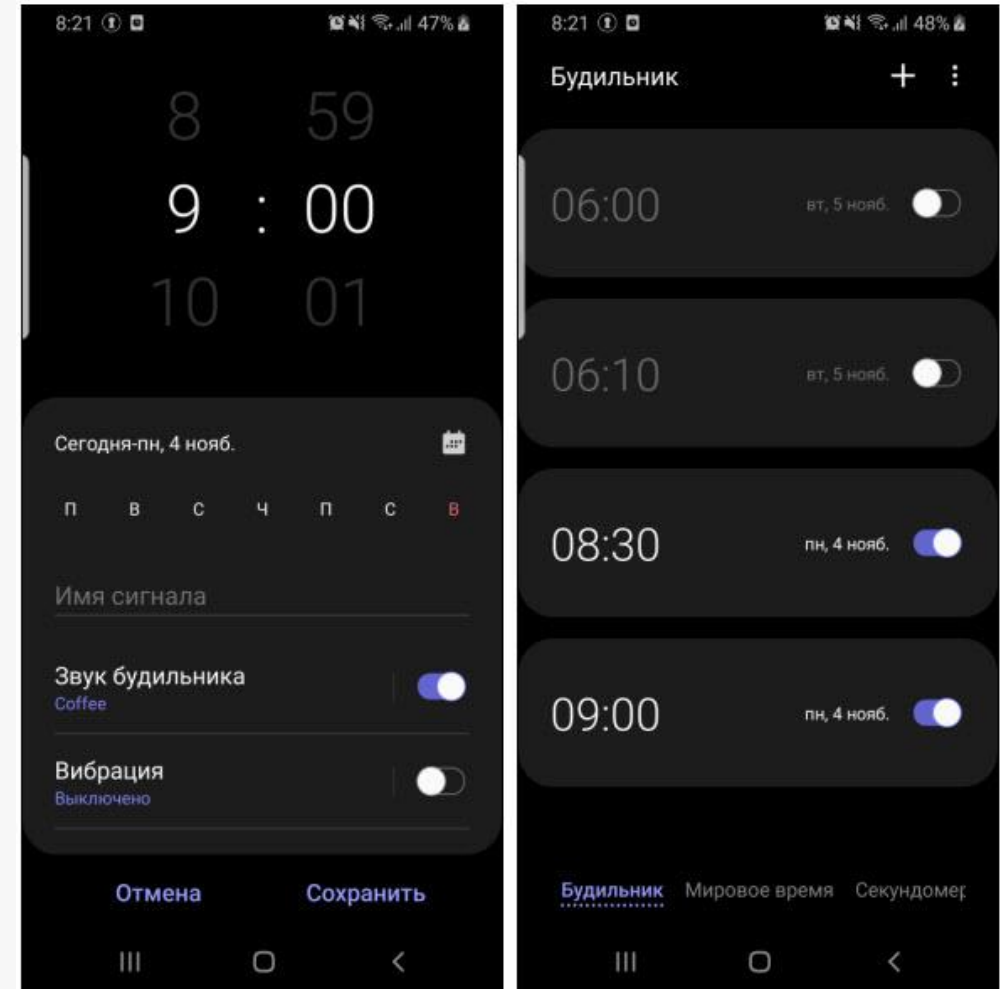 8:21 47%
8 59
9 : 00
10 01
Сегодня-пн, 4 нояб.
П В С Ч П С В
Имя сигнала
Звук будильника
Coffee
Вибрация
Выключено
Отмена Сохранить
8:21 48%
Будильник
06:00 вт, 5 нояб.
06:10 вт, 5 нояб.
08:30 пн, 4 нояб.
09:00 пн, 4 нояб.
Будильник Мировое время Секундомер